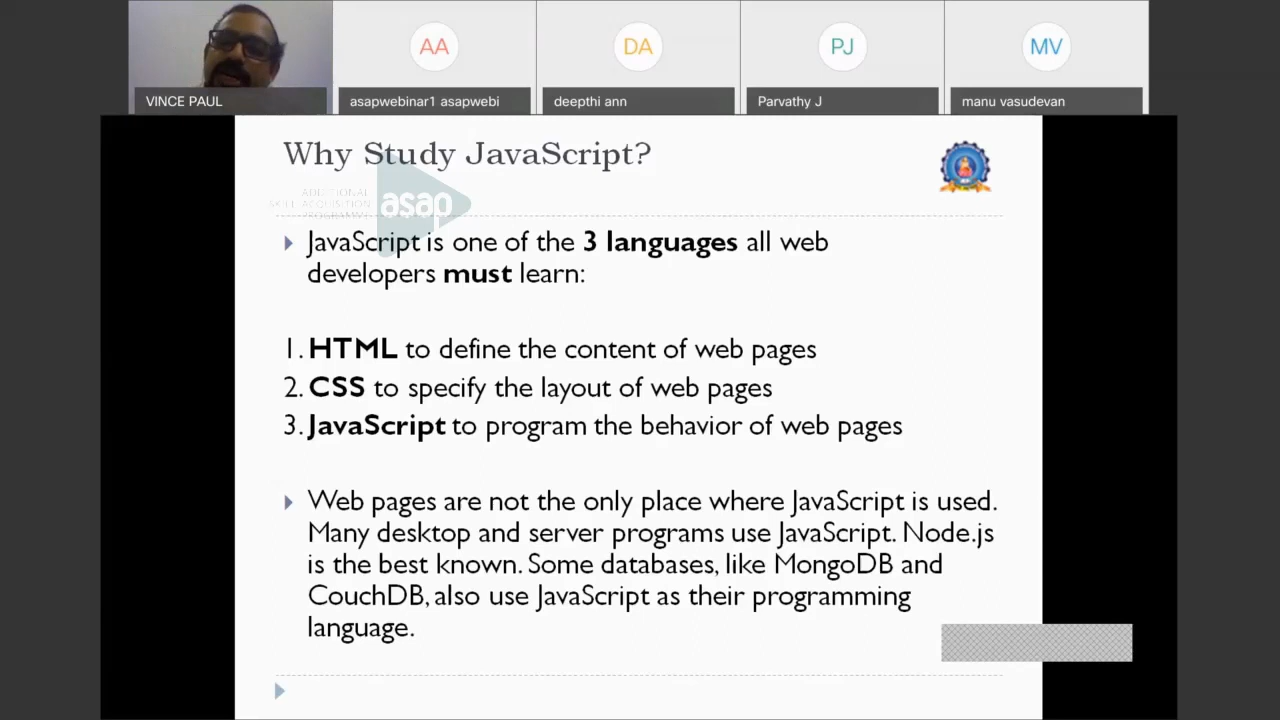 AA
DA
PJ
MV
VINCE PAUL
asapwebinar1 asapwebi
deepthi ann
Parvathy J
manu vasudevan
Why Study JavaScript?
ADDITIONAL
SKILL ACQUISITION
PROGRAMME
asap
JavaScript is one of the 3 languages all web
developers must learn:
1. HTML to define the content of web pages
2. CSS to specify the layout of web pages
3. JavaScript to program the behavior of web pages
Web pages are not the only place where JavaScript is used.
Many desktop and server programs use JavaScript. Node.js
is the best known. Some databases, like MongoDB and
CouchDB, also use JavaScript as their programming
language.